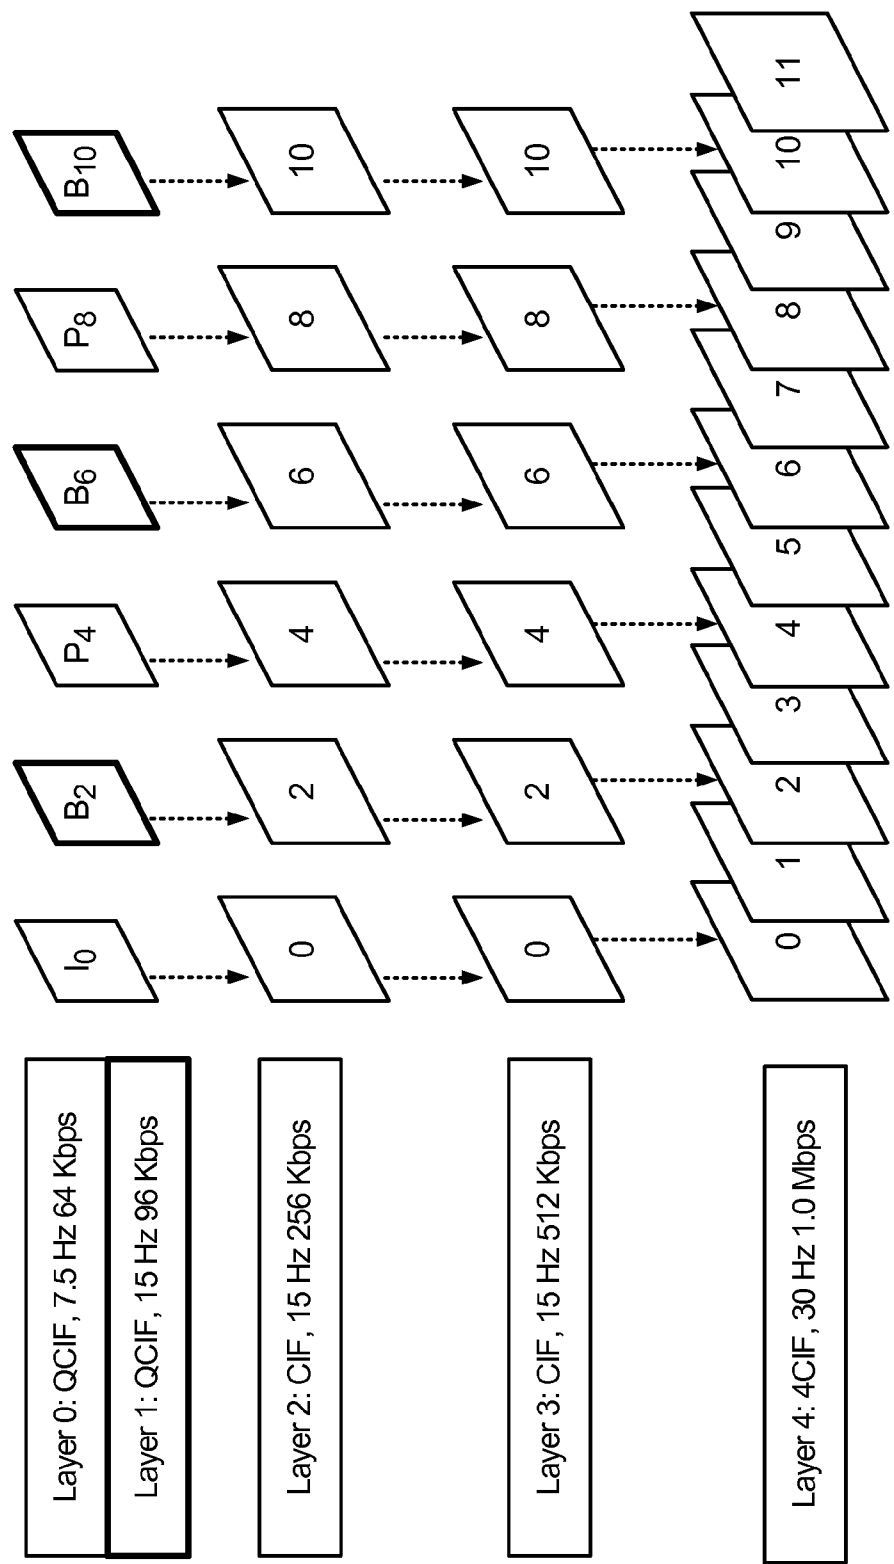 Layer 0: QCIF, 7.5 Hz 64 Kbps
Layer 1: QCIF, 15 Hz 96 Kbps
I0 B2 P4 B6 P8 B10
Layer 2: CIF, 15 Hz 256 Kbps
0 2 4 6 8 10
Layer 3: CIF, 15 Hz 512 Kbps
0 2 4 6 8 10
Layer 4: 4CIF, 30 Hz 1.0 Mbps
0 1 2 3 4 5 6 7 8 9 10 11